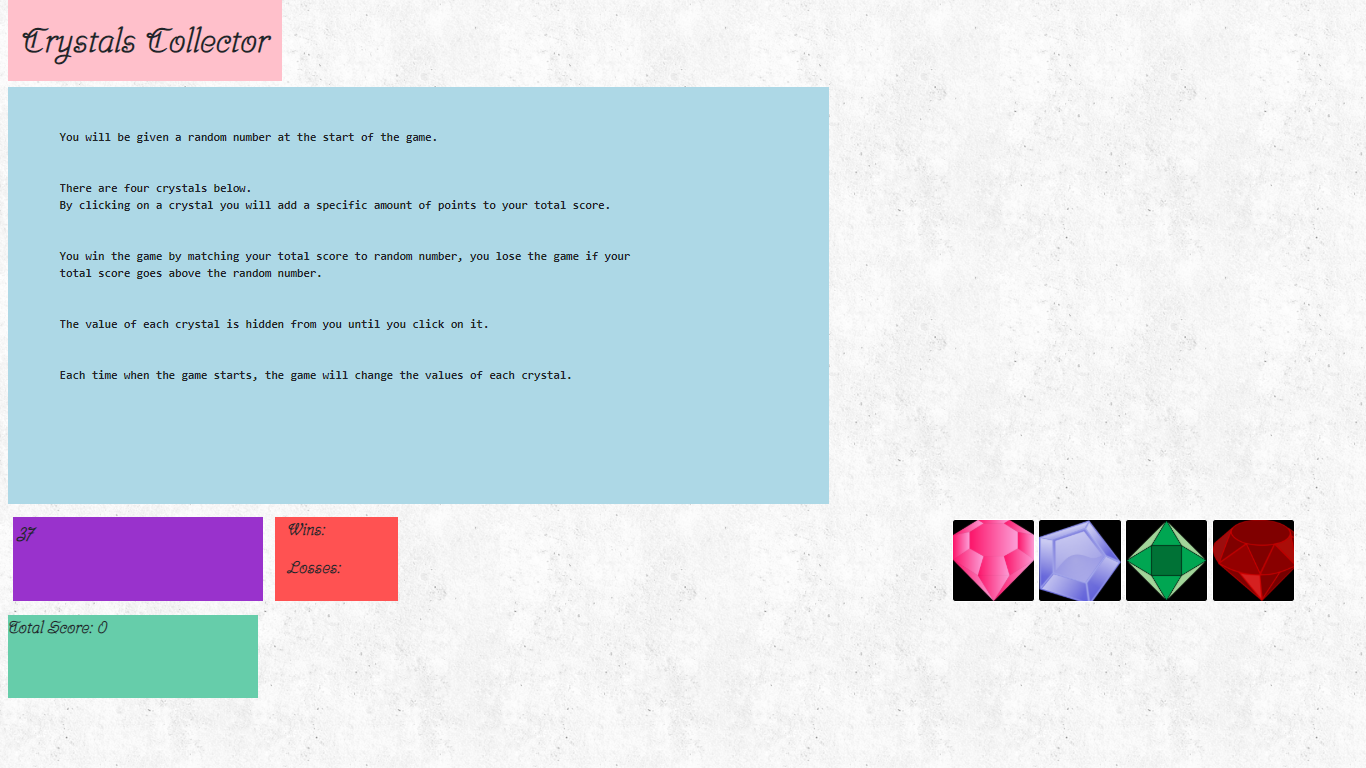 Crystals Collector
You will be given a random number at the start of the game.
There are four crystals below.
By clicking on a crystal you will add a specific amount of points to your total score.
You win the game by matching your total score to random number, you lose the game if your
total score goes above the random number.
The value of each crystal is hidden from you until you click on it.
Each time when the game starts, the game will change the values of each crystal.
37
Wins:
Losses:
Total Score: 0